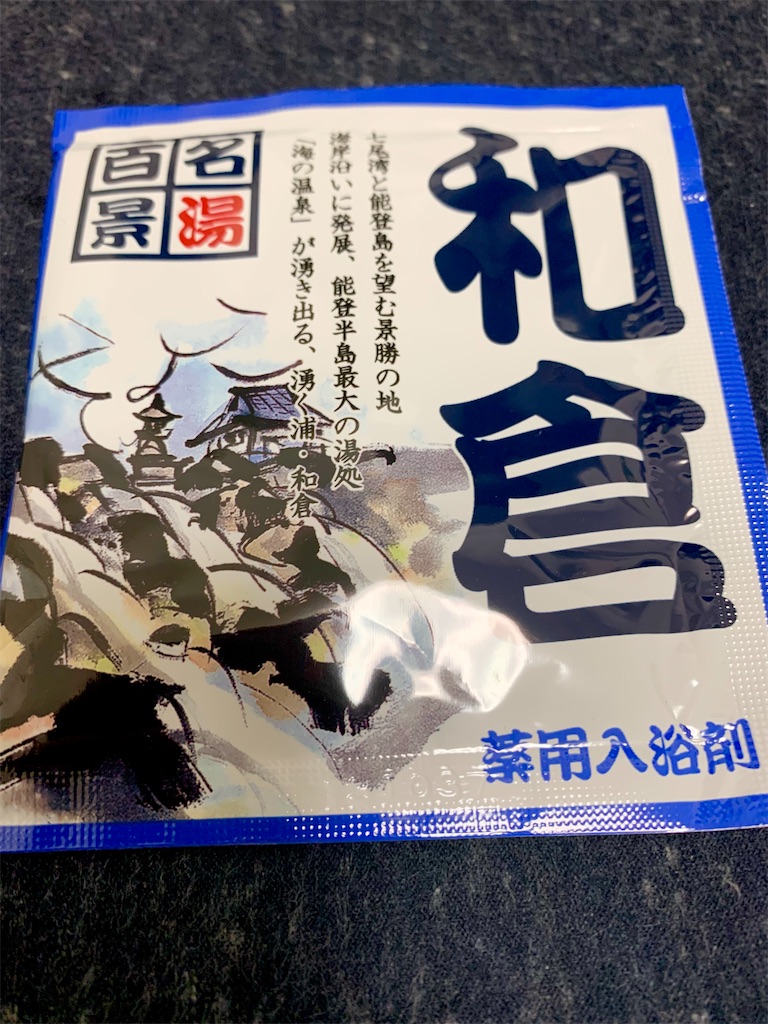 和倉
七尾湾と能登島を望む景勝の地
海岸沿いに発展、能登半島最大の湯処
「海の温泉」が湧き出る、湧く浦・和倉
名湯
百景
薬用入浴剤